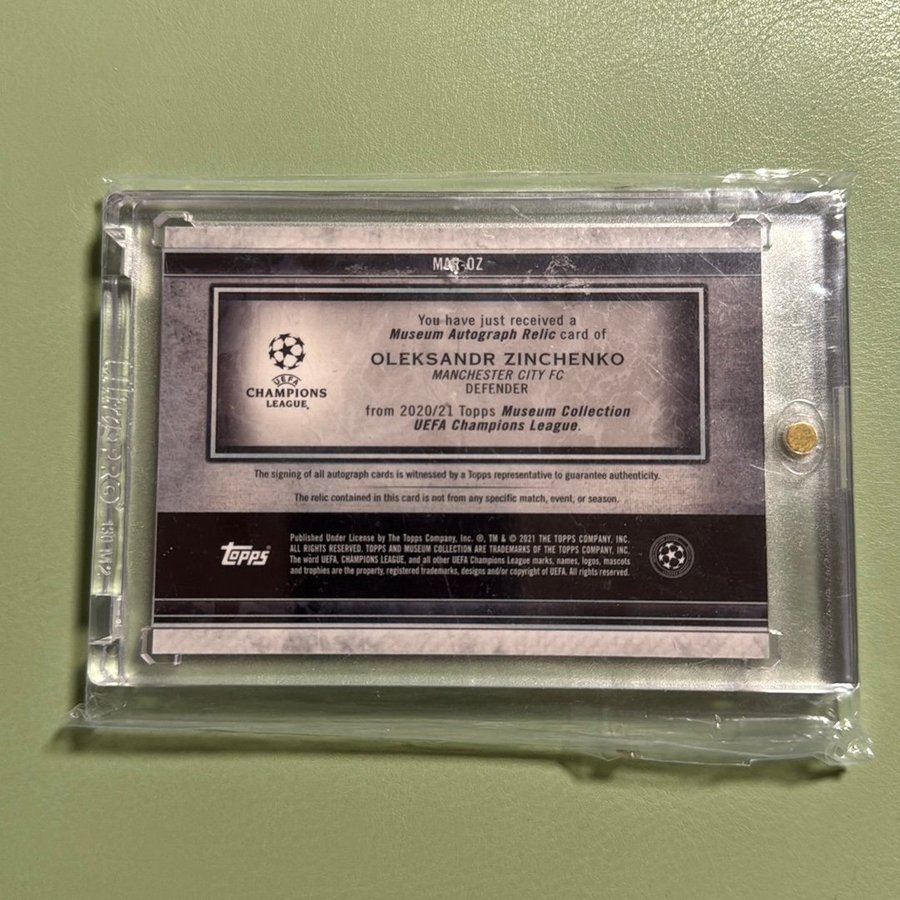 MAR-OZ
You have just received a
Museum Autograph Relic card of
OLEKSANDR ZINCHENKO
MANCHESTER CITY FC
DEFENDER
from 2020/21 Topps Museum Collection
UEFA Champions League.
UEFA
CHAMPIONS
LEAGUE
The signing of all autograph cards is witnessed by a Topps representative to guarantee authenticity.
The relic contained in this card is not from any specific match, event, or season.
topps
Published Under License by The Topps Company, Inc. ®, TM & © 2021 THE TOPPS COMPANY, INC.
ALL RIGHTS RESERVED. TOPPS AND MUSEUM COLLECTION ARE TRADEMARKS OF THE TOPPS COMPANY, INC.
The word UEFA, CHAMPIONS LEAGUE, and all other UEFA Champions League marks, names, logos, mascots
and trophies are the property, registered trademarks, designs and/or copyright of UEFA. All rights reserved.
Ultra PRO 130 M2